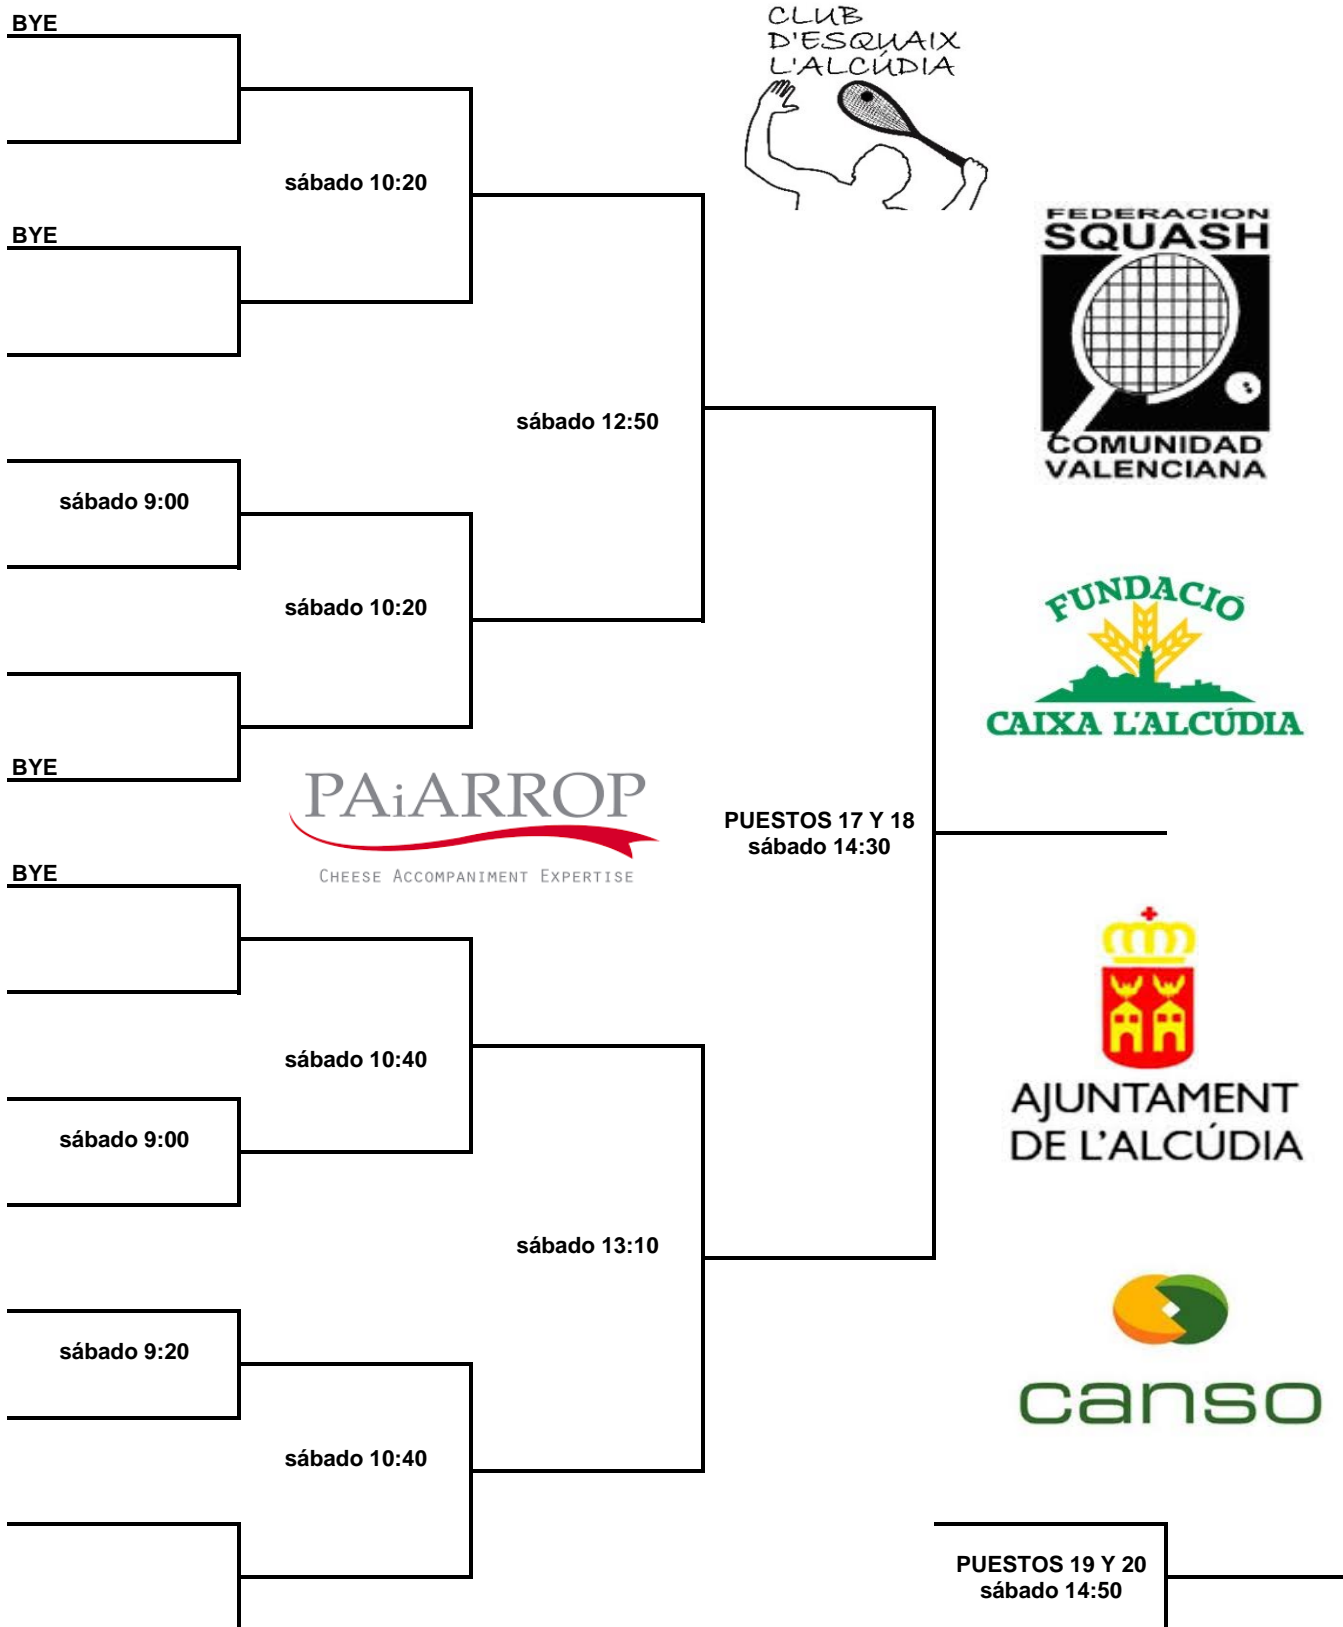 BYE
CLUB
D'ESQUAIX
L'ALCÚDIA
sábado 10:20
FEDERACION
SQUASH
BYE
sábado 12:50
COMUNIDAD
VALENCIANA
sábado 9:00
FUNDACIÓ
sábado 10:20
CAIXA L'ALCÚDIA
BYE
PAiARROP
CHEESE ACCOMPANIMENT EXPERTISE
PUESTOS 17 Y 18
sábado 14:30
BYE
sábado 10:40
AJUNTAMENT
DE L'ALCÚDIA
sábado 9:00
sábado 13:10
sábado 9:20
canso
sábado 10:40
PUESTOS 19 Y 20
sábado 14:50